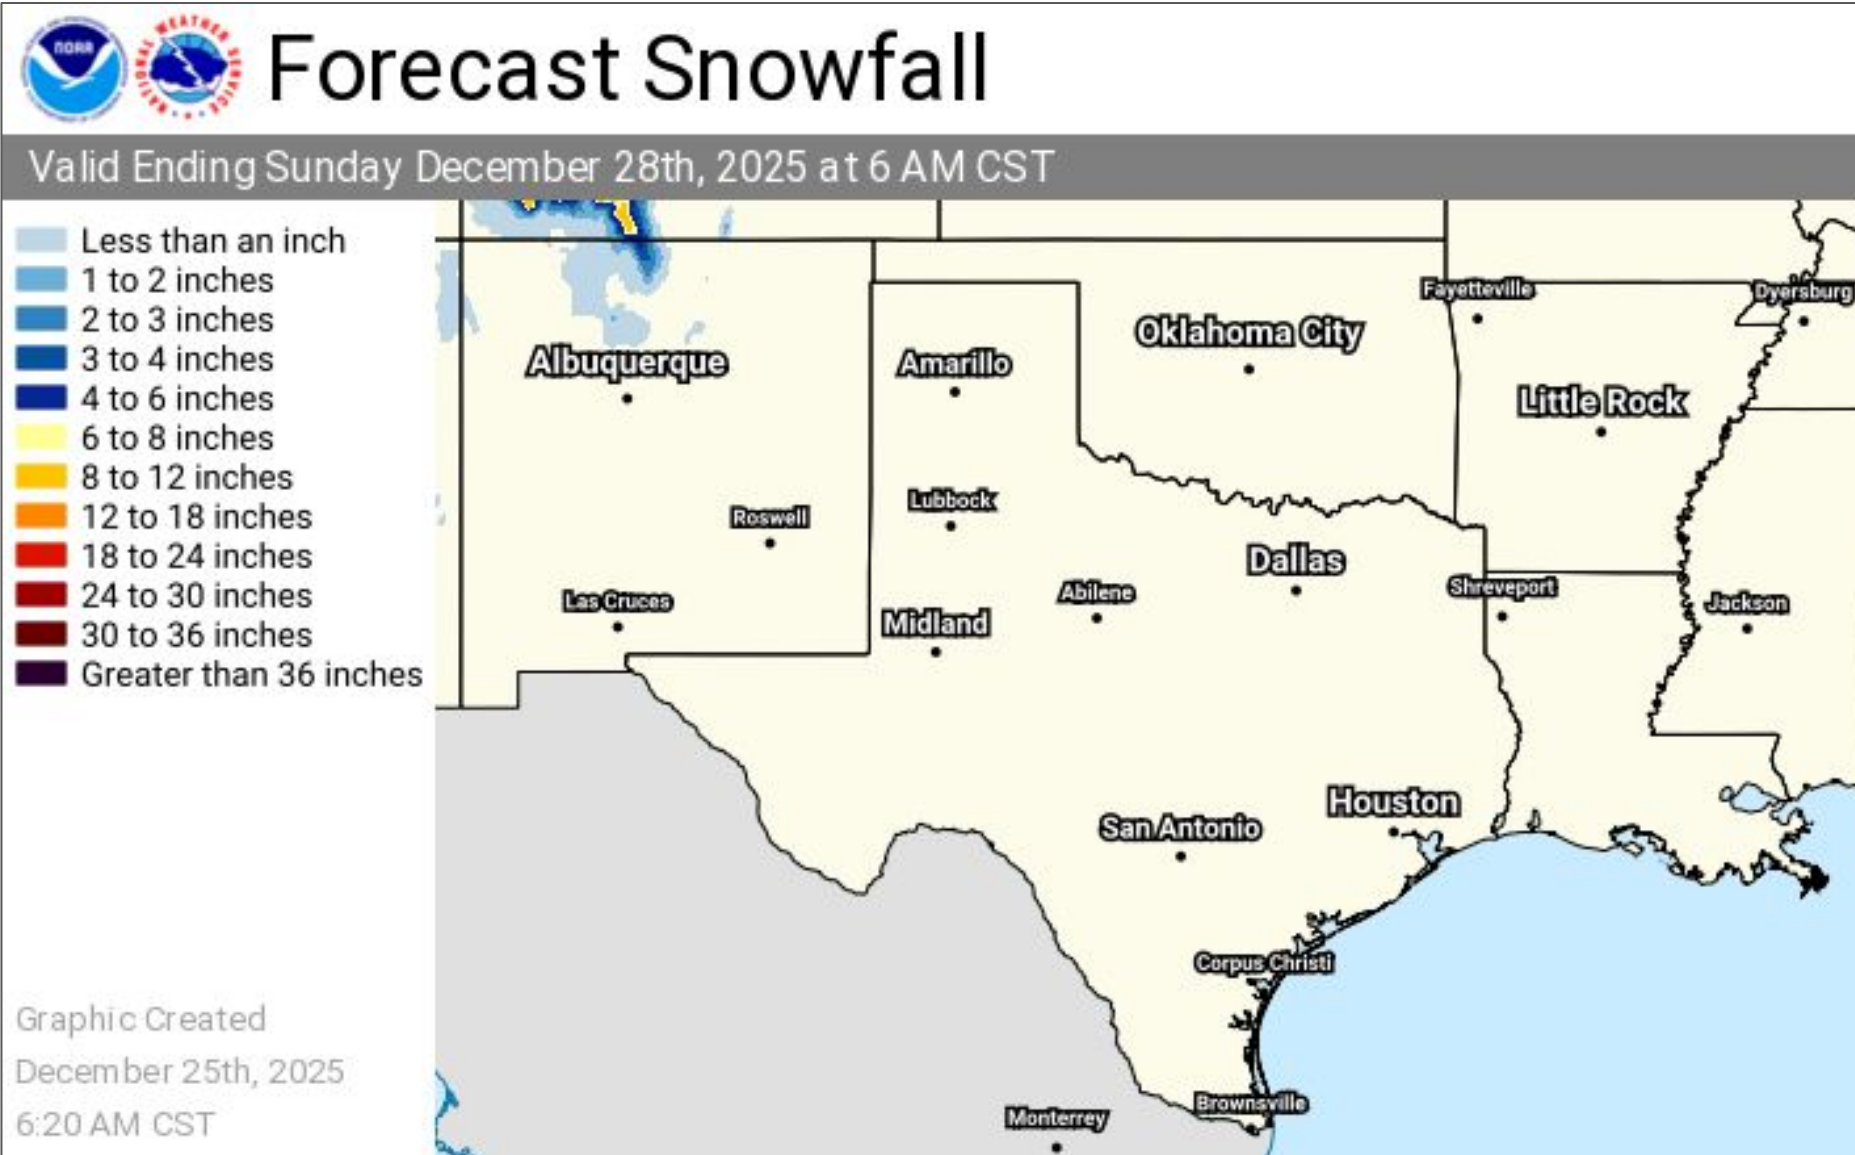 NOAA
NATIONAL WEATHER SERVICE
Forecast Snowfall
Valid Ending Sunday December 28th, 2025 at 6 AM CST
Less than an inch
1 to 2 inches
2 to 3 inches
3 to 4 inches
4 to 6 inches
6 to 8 inches
8 to 12 inches
12 to 18 inches
18 to 24 inches
24 to 30 inches
30 to 36 inches
Greater than 36 inches
Graphic Created
December 25th, 2025
6:20 AM CST
Fayetteville
Dyersburg
Oklahoma City
Albuquerque
Amarillo
Little Rock
Lubbock
Roswell
Dallas
Shreveport
Abilene
Las Cruces
Jackson
Midland
Houston
San Antonio
Corpus Christi
Brownsville
Monterrey